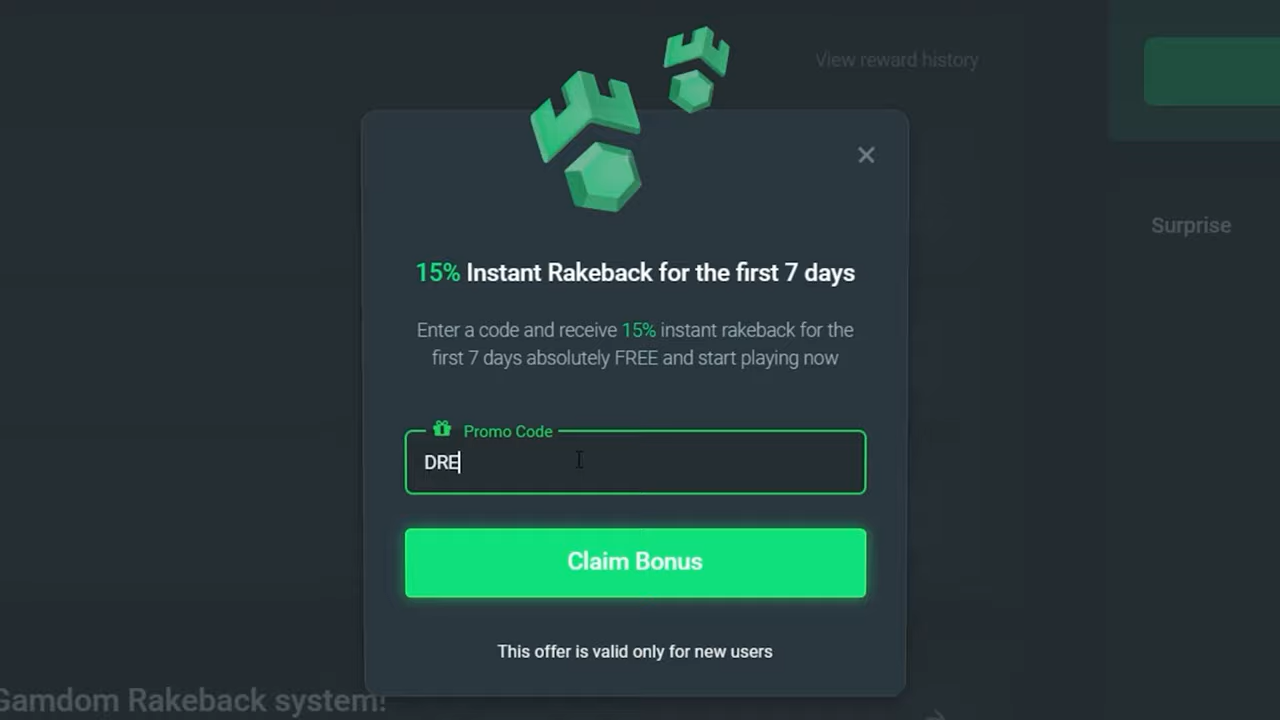 View reward history
Surprise
15% Instant Rakeback for the first 7 days
Enter a code and receive 15% instant rakeback for the
first 7 days absolutely FREE and start playing now
Promo Code
DRE
Claim Bonus
This offer is valid only for new users
Gamdom Rakeback system!